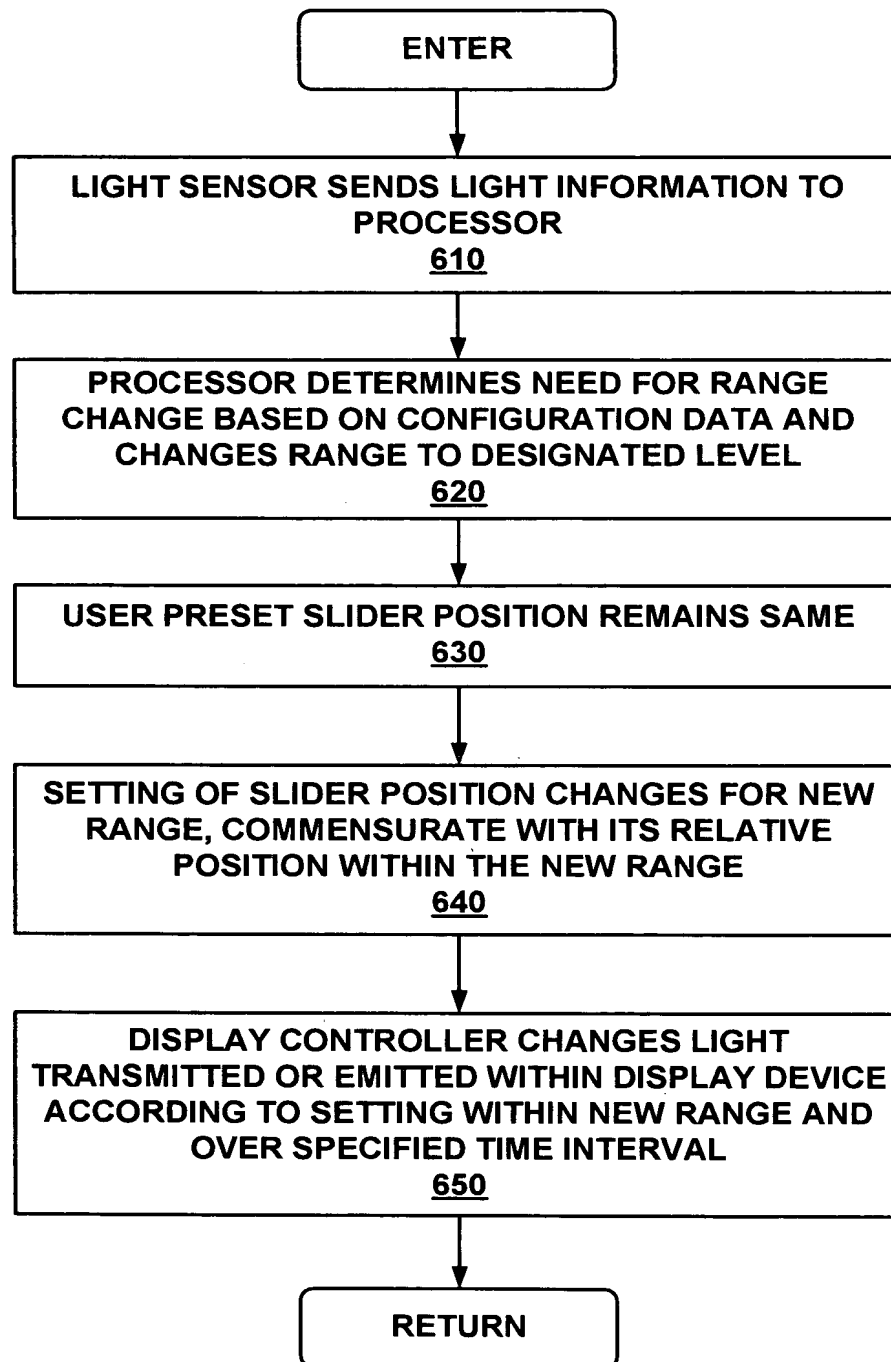 ENTER
LIGHT SENSOR SENDS LIGHT INFORMATION TO
PROCESSOR
610
PROCESSOR DETERMINES NEED FOR RANGE
CHANGE BASED ON CONFIGURATION DATA AND
CHANGES RANGE TO DESIGNATED LEVEL
620
USER PRESET SLIDER POSITION REMAINS SAME
630
SETTING OF SLIDER POSITION CHANGES FOR NEW
RANGE, COMMENSURATE WITH ITS RELATIVE
POSITION WITHIN THE NEW RANGE
640
DISPLAY CONTROLLER CHANGES LIGHT
TRANSMITTED OR EMITTED WITHIN DISPLAY DEVICE
ACCORDING TO SETTING WITHIN NEW RANGE AND
OVER SPECIFIED TIME INTERVAL
650
RETURN